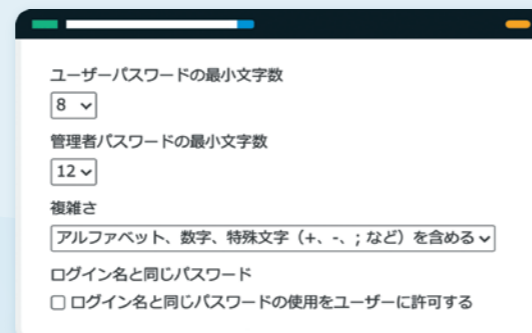 ユーザーパスワードの最小文字数
8
管理者パスワードの最小文字数
12
複雑さ
アルファベット、数字、特殊文字（+、-、; など）を含める
ログイン名と同じパスワード
ログイン名と同じパスワードの使用をユーザーに許可する